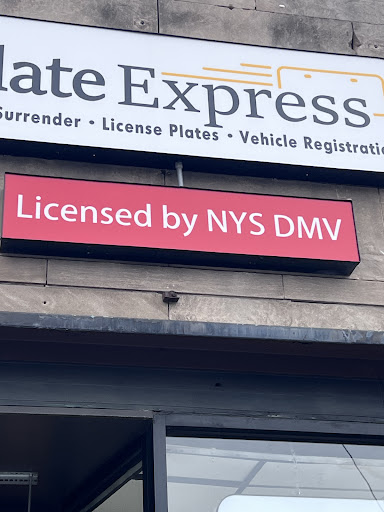 late Express
Surrender • License Plates • Vehicle Registratio
Licensed by NYS DMV